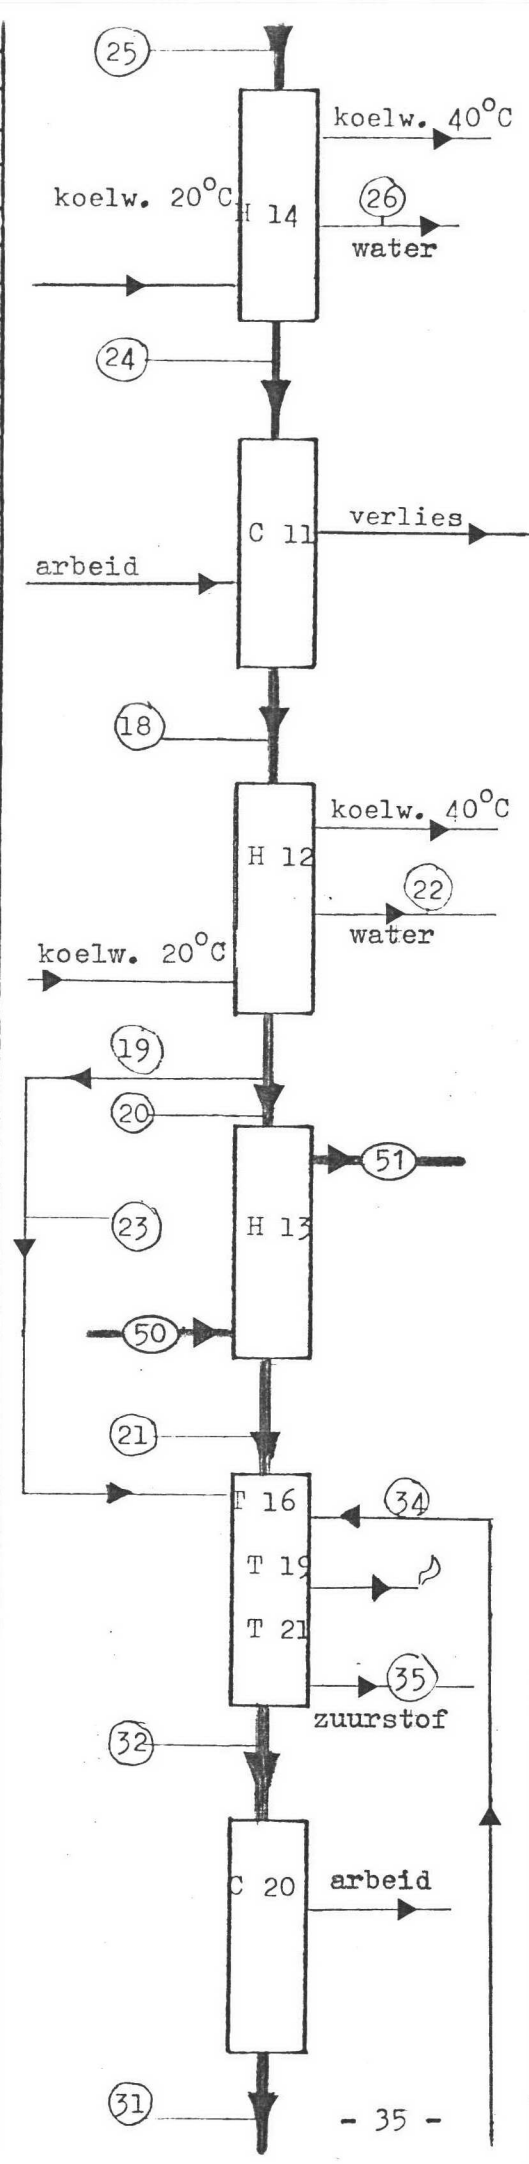 25
koelw. 40°C
koelw. 20°C
H 14
26
water
24
C 11
verlies
arbeid
18
koelw. 40°C
H 12
22
water
koelw. 20°C
19
20
51
H 13
23
50
21
T 16
34
T 19
T 21
35
zuurstof
32
C 20
arbeid
31
- 35 -